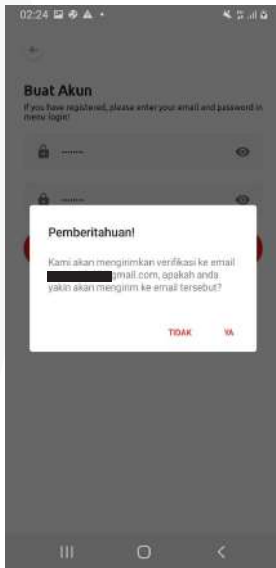 02:24
Buat Akun
If you have registered, please enter your email and password in
menu login!
Pemberitahuan!
Kami akan mengirimkan verifikasi ke email
gmail.com, apakah anda
yakin akan mengirim ke email tersebut?
TIDAK YA